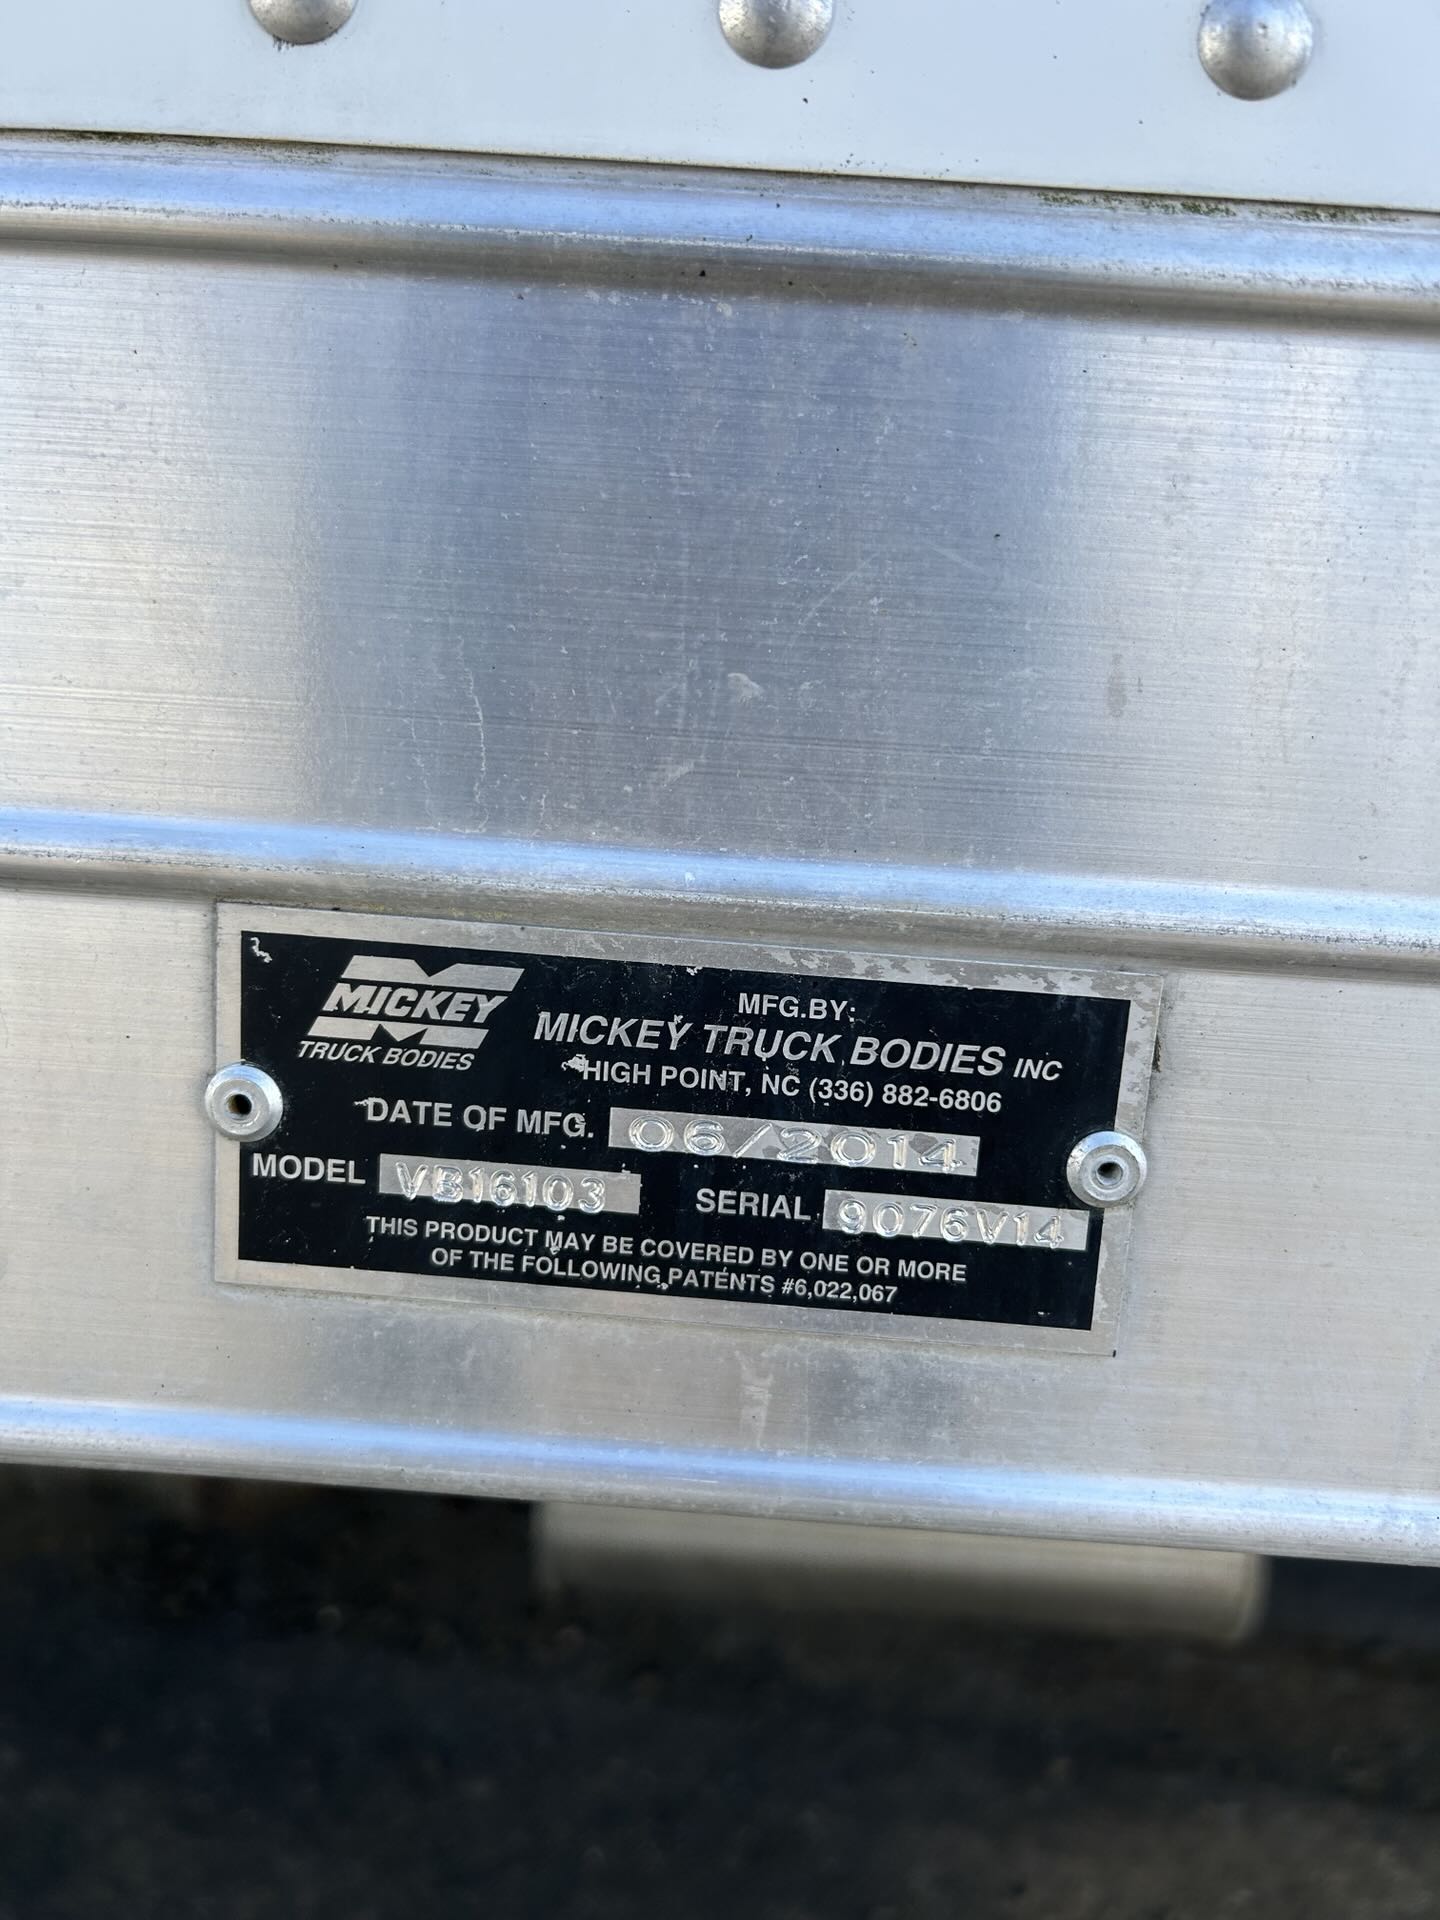 MICKEY
TRUCK BODIES
MFG.BY:
MICKEY TRUCK BODIES INC
HIGH POINT, NC (336) 882-6806
DATE OF MFG. 06/2014
MODEL VB16103 SERIAL 9076V14
THIS PRODUCT MAY BE COVERED BY ONE OR MORE
OF THE FOLLOWING PATENTS #6,022,067